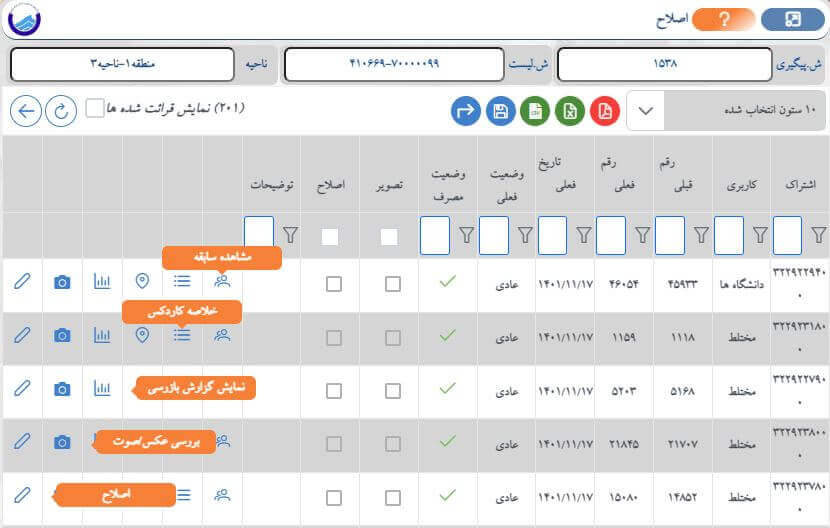 اصلاح ?
ش.پیگیری ۱۵۳۸ ش.لیست ۴۱۰۶۶۹-۷۰۰۰۰۰۹۹ ناحیه منطقه۱-ناحیه۳
۱۰ ستون انتخاب شده (۲۰۱) نمایش قرائت شده ها
اشتراک کاربری رقم قبلی رقم فعلی تاریخ فعلی وضعیت فعلی وضعیت مصرف تصویر اصلاح توضیحات
مشاهده سابقه
۳۲۲۹۲۲۹۴۰۰ دانشگاه ها ۴۵۹۳۳ ۴۶۰۵۴ ۱۴۰۱/۱۱/۱۷ عادی
خلاصه کاردکس
۳۲۲۹۲۳۱۸۰۰ مختلط ۱۱۱۸ ۱۱۵۹ ۱۴۰۱/۱۱/۱۷ عادی
۳۲۲۹۲۲۷۹۰۰ مختلط ۵۱۶۸ ۵۲۰۳ ۱۴۰۱/۱۱/۱۷ عادی نمایش گزارش بازرسی
۳۲۲۹۲۳۸۰۰۰ مختلط ۲۱۷۰۷ ۲۱۸۴۵ ۱۴۰۱/۱۱/۱۷ عادی بررسی عکس/صوت
۳۲۲۹۲۳۷۸۰۰ مختلط ۱۴۸۵۲ ۱۵۰۸۰ ۱۴۰۱/۱۱/۱۷ عادی اصلاح